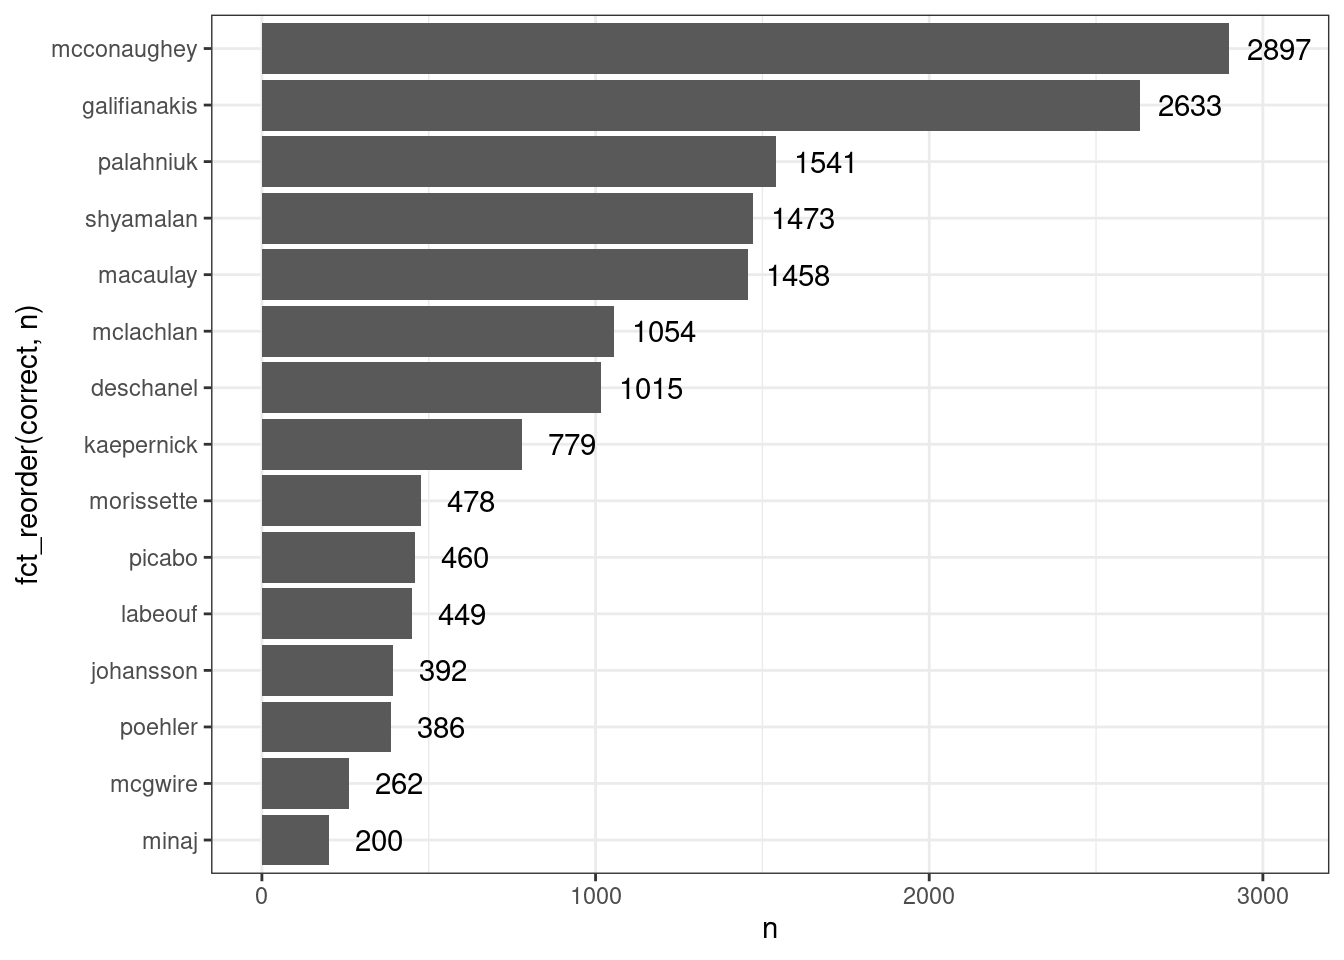 mcconaughey 2897
galifianakis 2633
palahniuk 1541
shyamalan 1473
macaulay 1458
mclachlan 1054
deschanel 1015
kaepernick 779
morissette 478
picabo 460
labeouf 449
johansson 392
poehler 386
mcgwire 262
minaj 200
fct_reorder(correct, n)
0 1000 2000 3000
n